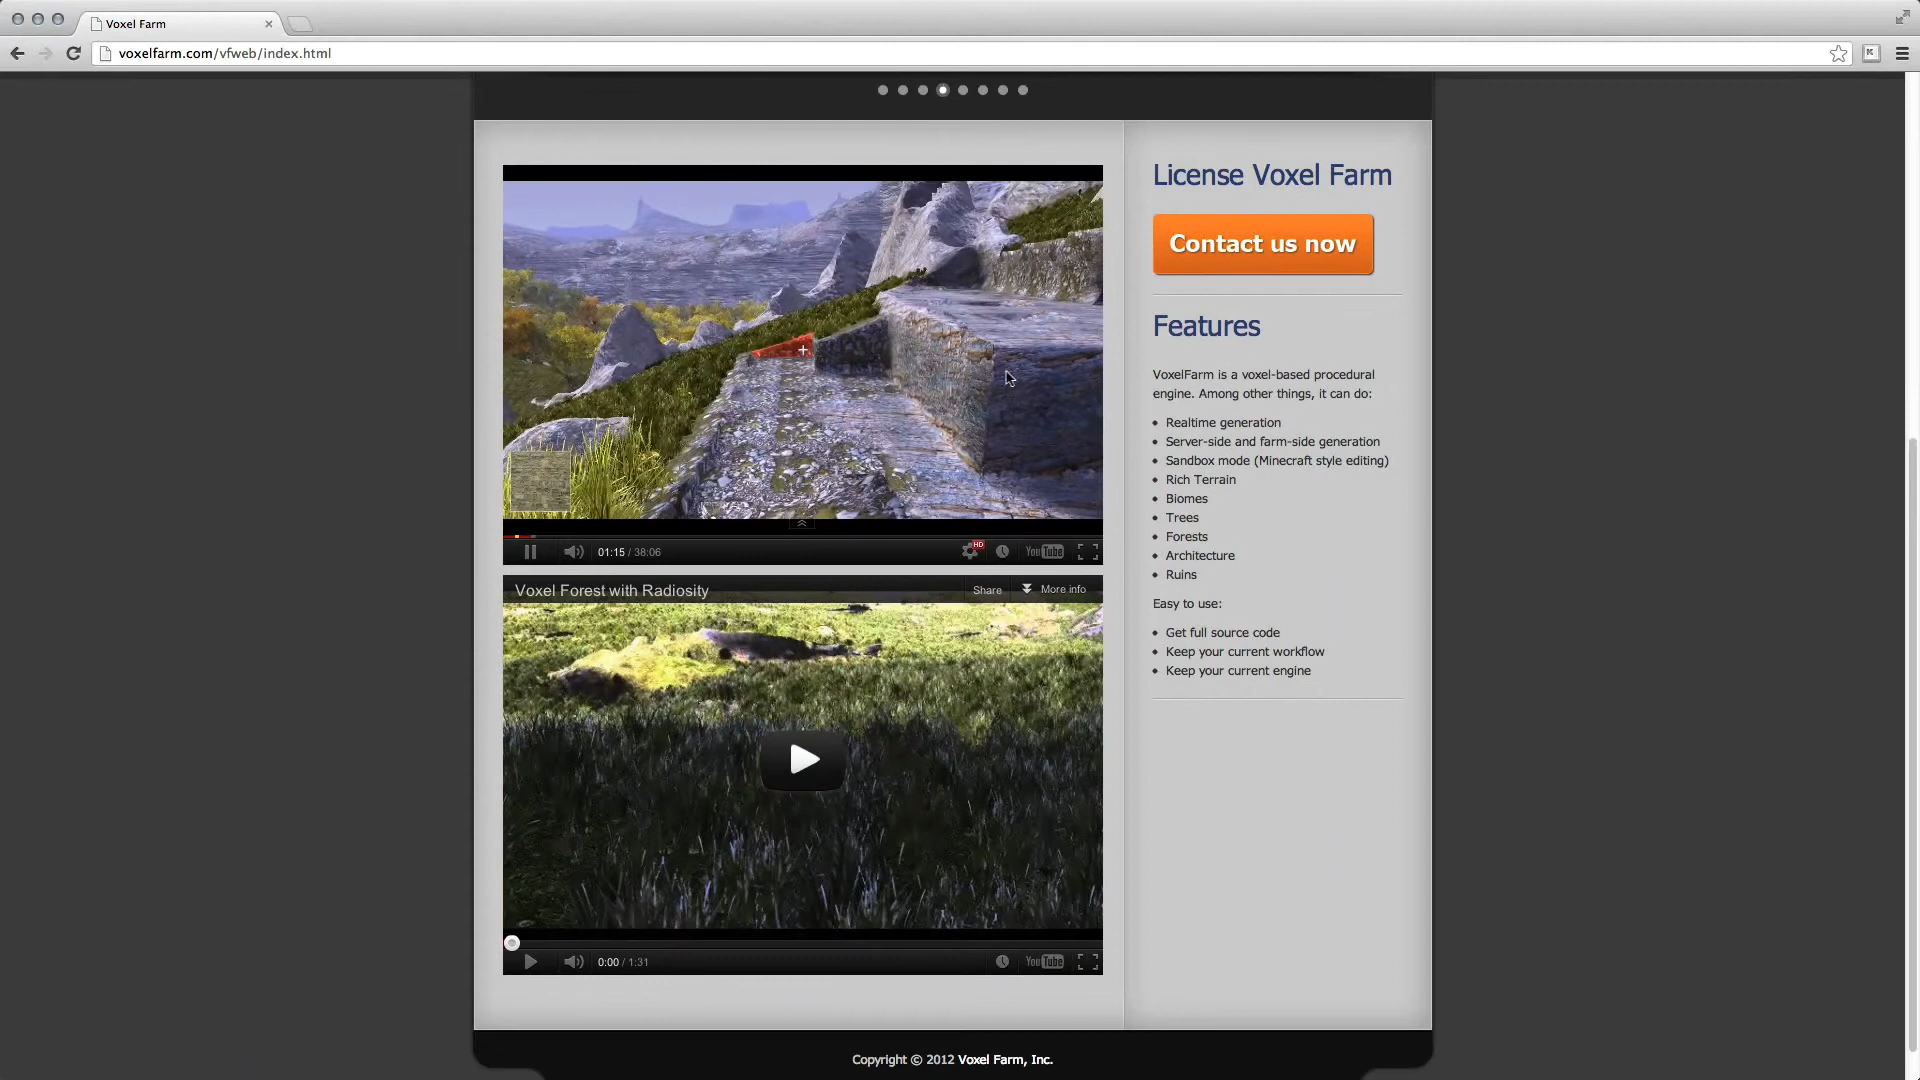 Voxel Farm
voxelfarm.com/vfweb/index.html
License Voxel Farm
Contact us now
Features
VoxelFarm is a voxel-based procedural
engine. Among other things, it can do:
Realtime generation
Server-side and farm-side generation
Sandbox mode (Minecraft style editing)
Rich Terrain
Biomes
Trees
Forests
Architecture
Ruins
Easy to use:
Get full source code
Keep your current workflow
Keep your current engine
01:15 / 38:06
HD
YouTube
Voxel Forest with Radiosity
Share
More info
0:00 / 1:31
YouTube
Copyright © 2012 Voxel Farm, Inc.